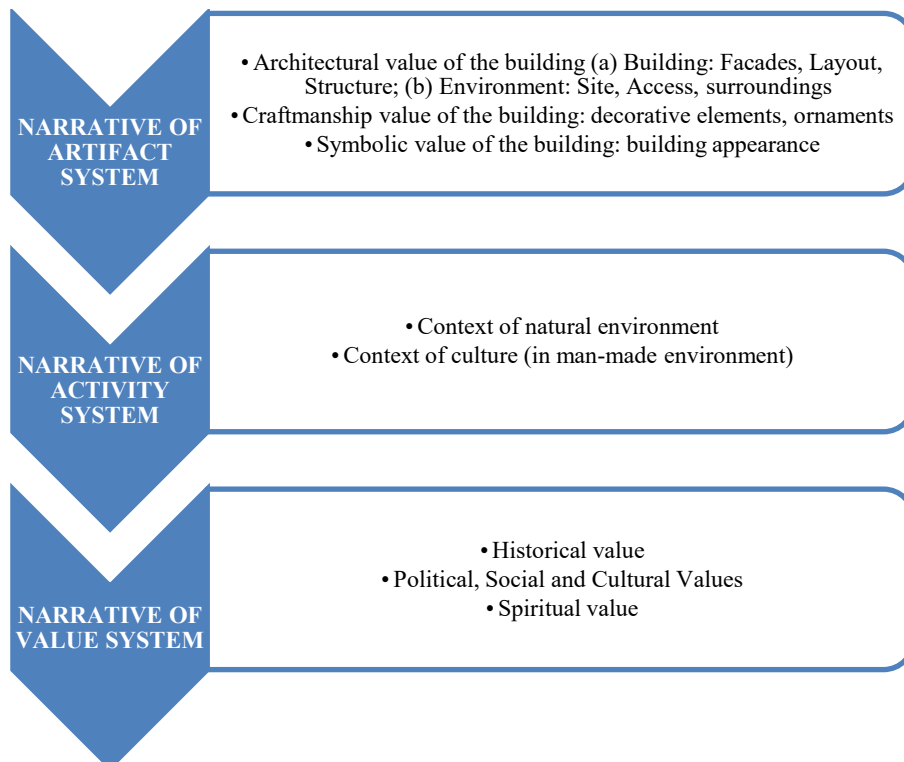 • Architectural value of the building (a) Building: Facades, Layout,
Structure; (b) Environment: Site, Access, surroundings
• Craftmanship value of the building: decorative elements, ornaments
• Symbolic value of the building: building appearance
NARRATIVE OF
ARTIFACT
SYSTEM
• Context of natural environment
• Context of culture (in man-made environment)
NARRATIVE OF
ACTIVITY
SYSTEM
• Historical value
• Political, Social and Cultural Values
• Spiritual value
NARRATIVE OF
VALUE SYSTEM